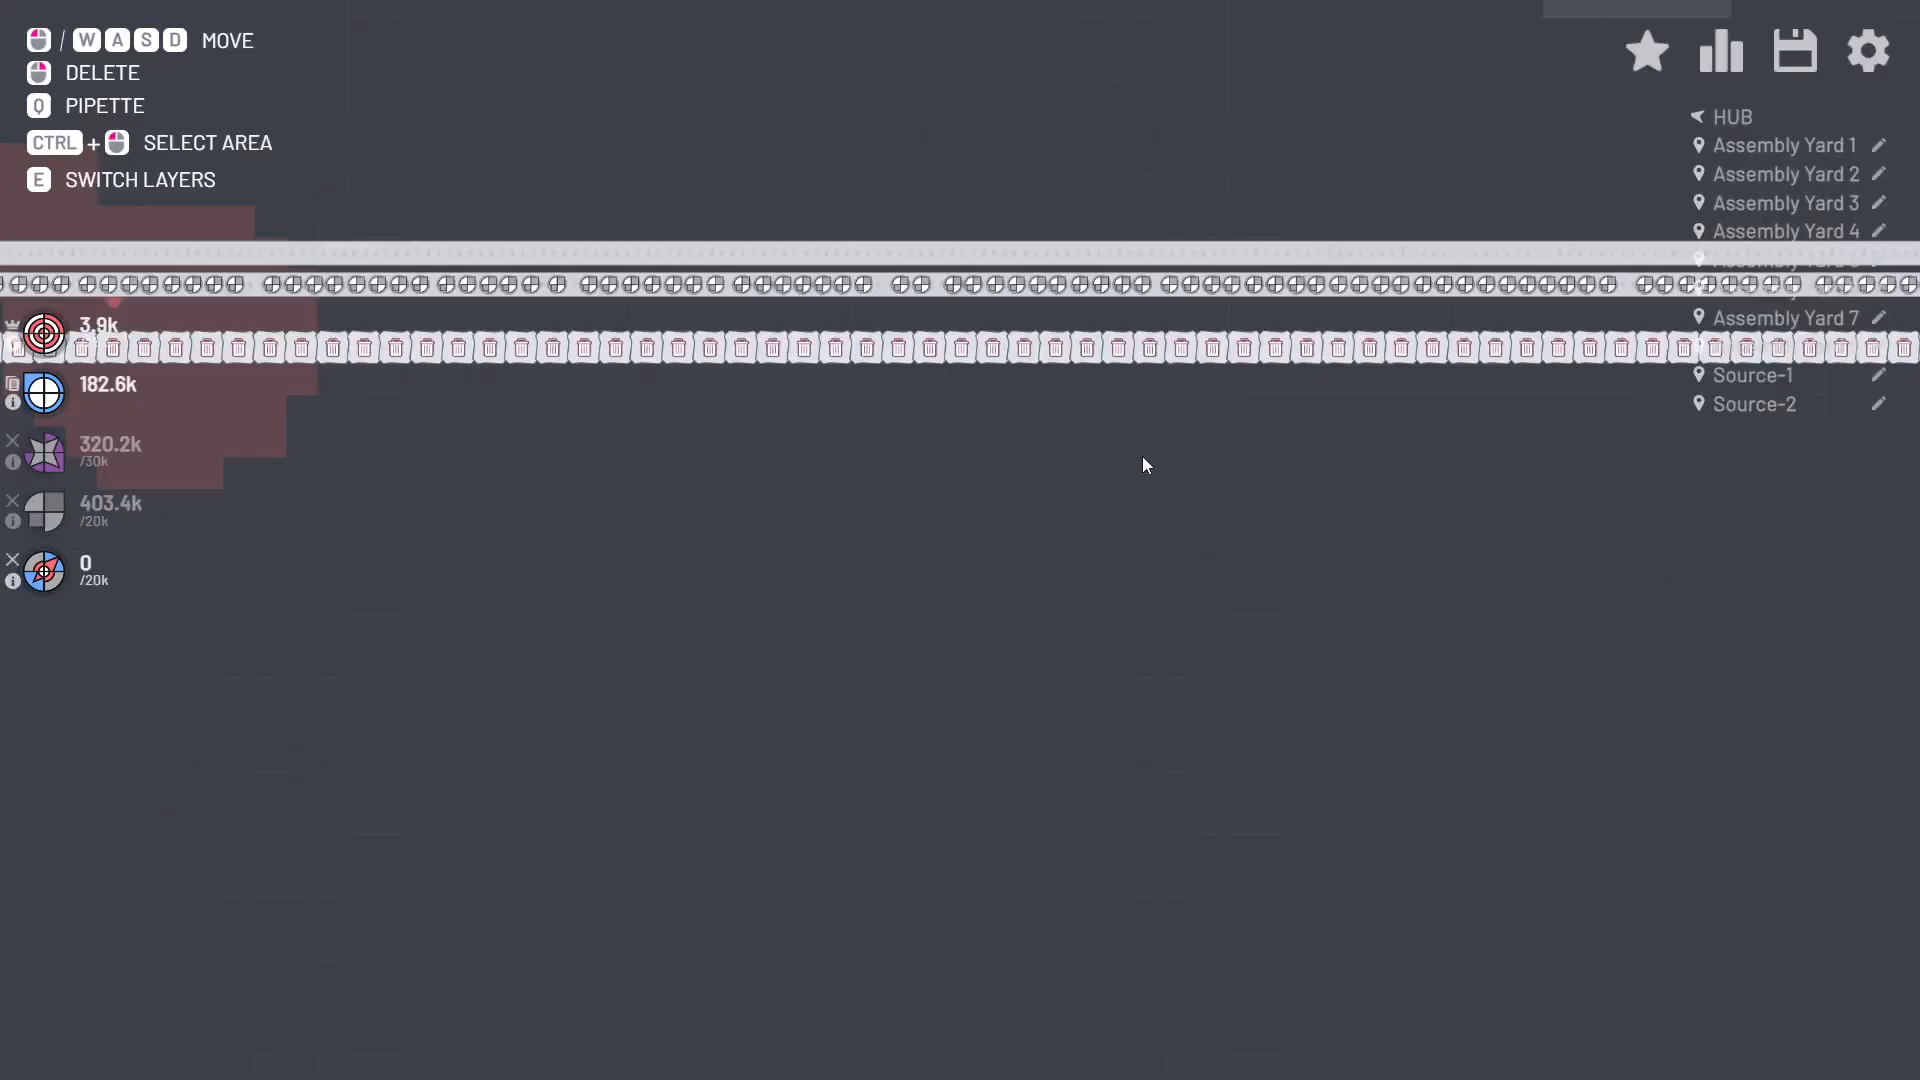 / W A S D MOVE
DELETE
Q PIPETTE
CTRL + SELECT AREA
E SWITCH LAYERS
HUB
Assembly Yard 1
Assembly Yard 2
Assembly Yard 3
Assembly Yard 4
Assembly Yard 7
Source-1
Source-2
3.9k
182.6k
320.2k
/30k
403.4k
/20k
0
/20k